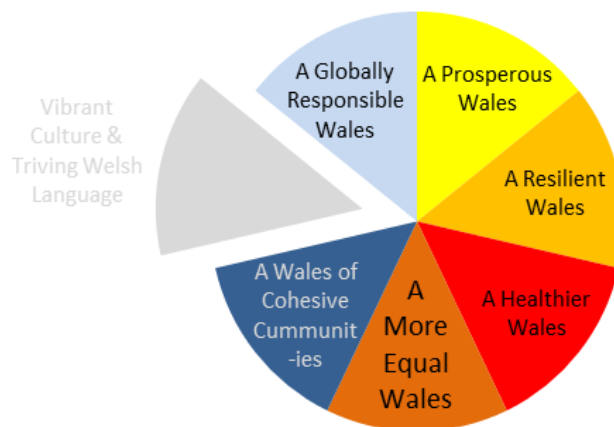 A Globally
Responsible
Wales
A Prosperous
Wales
Vibrant
Culture &
Triving Welsh
Language
A Resilient
Wales
A Wales of
Cohesive
Cummunit
-ies
A
More
Equal
Wales
A Healthier
Wales